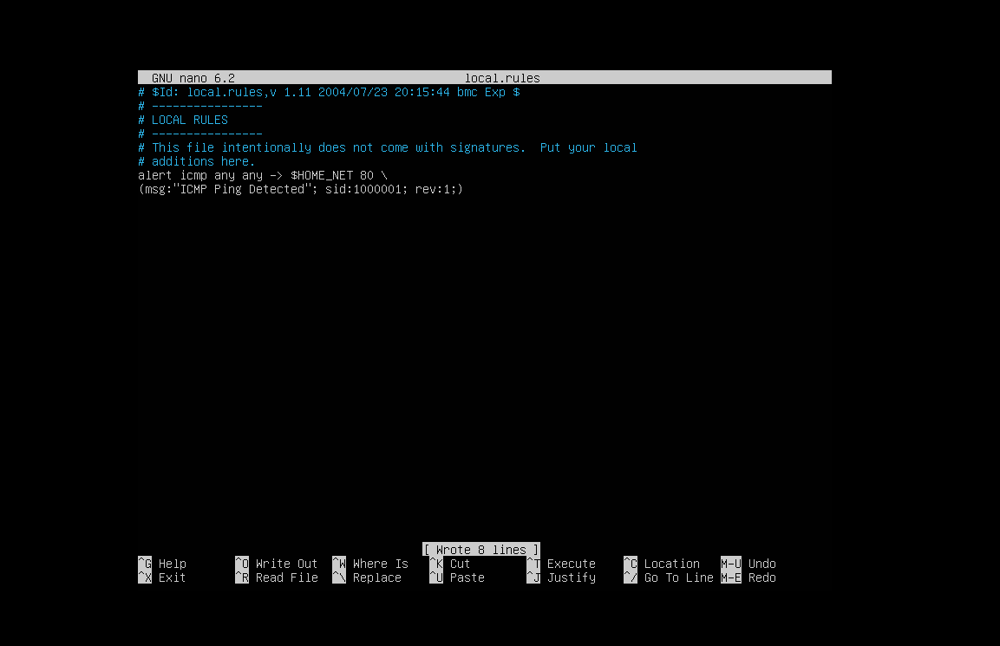 GNU nano 6.2 local.rules
# $Id: local.rules,v 1.11 2004/07/23 20:15:44 bmc Exp $
# ----------------
# LOCAL RULES
# ----------------
# This file intentionally does not come with signatures.  Put your local
# additions here.
alert icmp any any -> $HOME_NET 80 \
(msg:"ICMP Ping Detected"; sid:1000001; rev:1;)
[ Wrote 8 lines ]
^G Help ^O Write Out ^W Where Is ^K Cut ^T Execute ^C Location M-U Undo
^X Exit ^R Read File ^\ Replace ^U Paste ^J Justify ^/ Go To Line M-E Redo